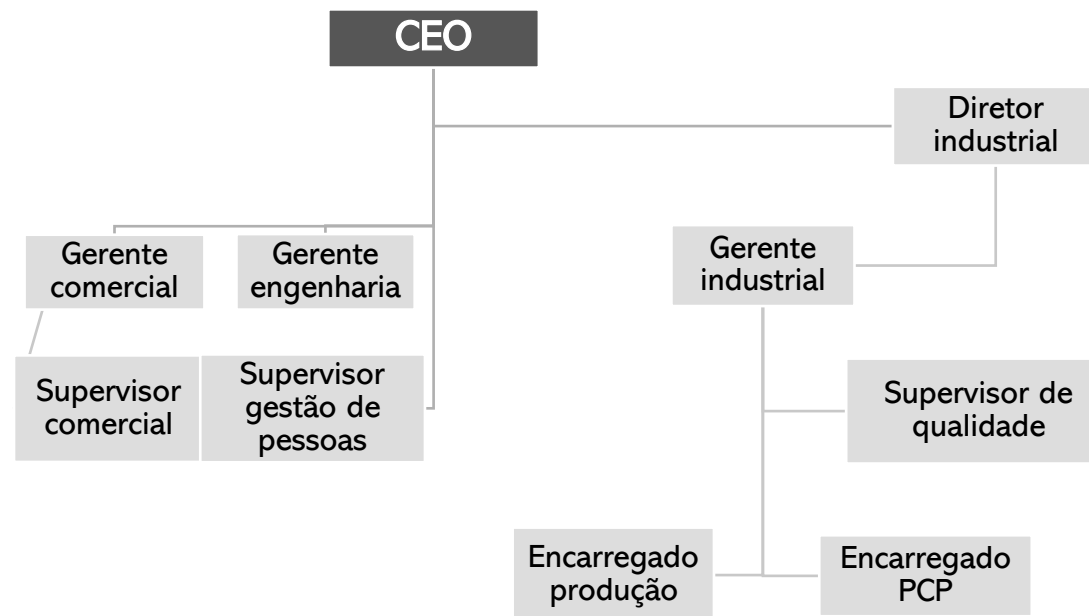 CEO
Diretor
industrial
Gerente
comercial
Gerente
engenharia
Gerente
industrial
Supervisor
comercial
Supervisor
gestão de
pessoas
Supervisor de
qualidade
Encarregado
produção
Encarregado
PCP